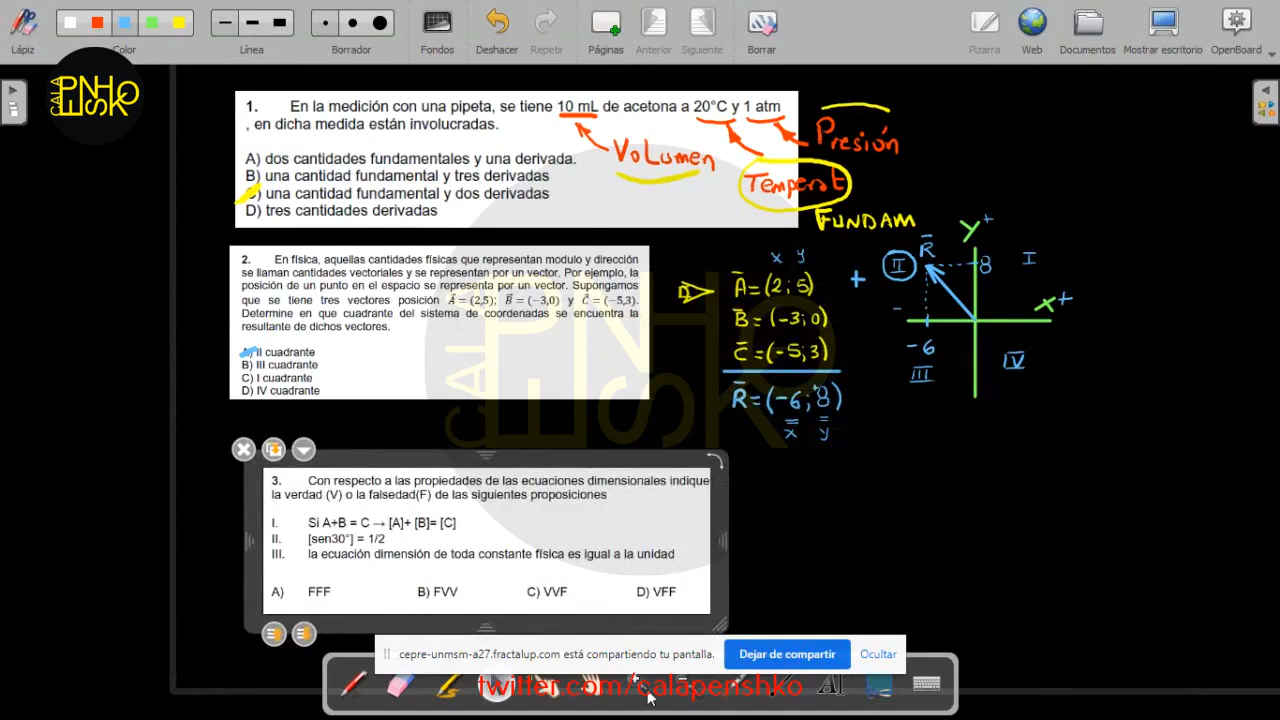 Lápiz
Color
Línea
Borrador
Fondos
Deshacer
Repetir
Páginas
Anterior
Siguiente
Borrar
Pizarra
Web
Documentos
Mostrar escritorio
OpenBoard
CALA
PENHO
ESK
1. En la medición con una pipeta, se tiene 10 mL de acetona a 20°C y 1 atm
, en dicha medida están involucradas.
A) dos cantidades fundamentales y una derivada.
B) una cantidad fundamental y tres derivadas
C) una cantidad fundamental y dos derivadas
D) tres cantidades derivadas
VoLumen
Presión
Temperat
FUNDAM
2. En física, aquellas cantidades físicas que representan modulo y dirección
se llaman cantidades vectoriales y se representan por un vector. Por ejemplo, la
posición de un punto en el espacio se representa por un vector. Supongamos
que se tiene tres vectores posición A⃗ = (2,5); B⃗ = (−3,0) y C⃗ = (−5,3).
Determine en que cuadrante del sistema de coordenadas se encuentra la
resultante de dichos vectores.
A) II cuadrante
B) III cuadrante
C) I cuadrante
D) IV cuadrante
x y
A̅ = (2;5)
B̅ = (-3;0)
C̅ = (-5;3)
R̅ = (-6;+8)
x y
+
II
R̅
y +
8
I
x +
-
-6
III
IV
3. Con respecto a las propiedades de las ecuaciones dimensionales indique
la verdad (V) o la falsedad(F) de las siguientes proposiciones
I. Si A+B = C → [A]+ [B]= [C]
II. [sen30°] = 1/2
III. la ecuación dimensión de toda constante física es igual a la unidad
A) FFF B) FVV C) VVF D) VFF
cepre-unmsm-a27.fractalup.com está compartiendo tu pantalla.
Dejar de compartir
Ocultar
twitter.com/calapenshko